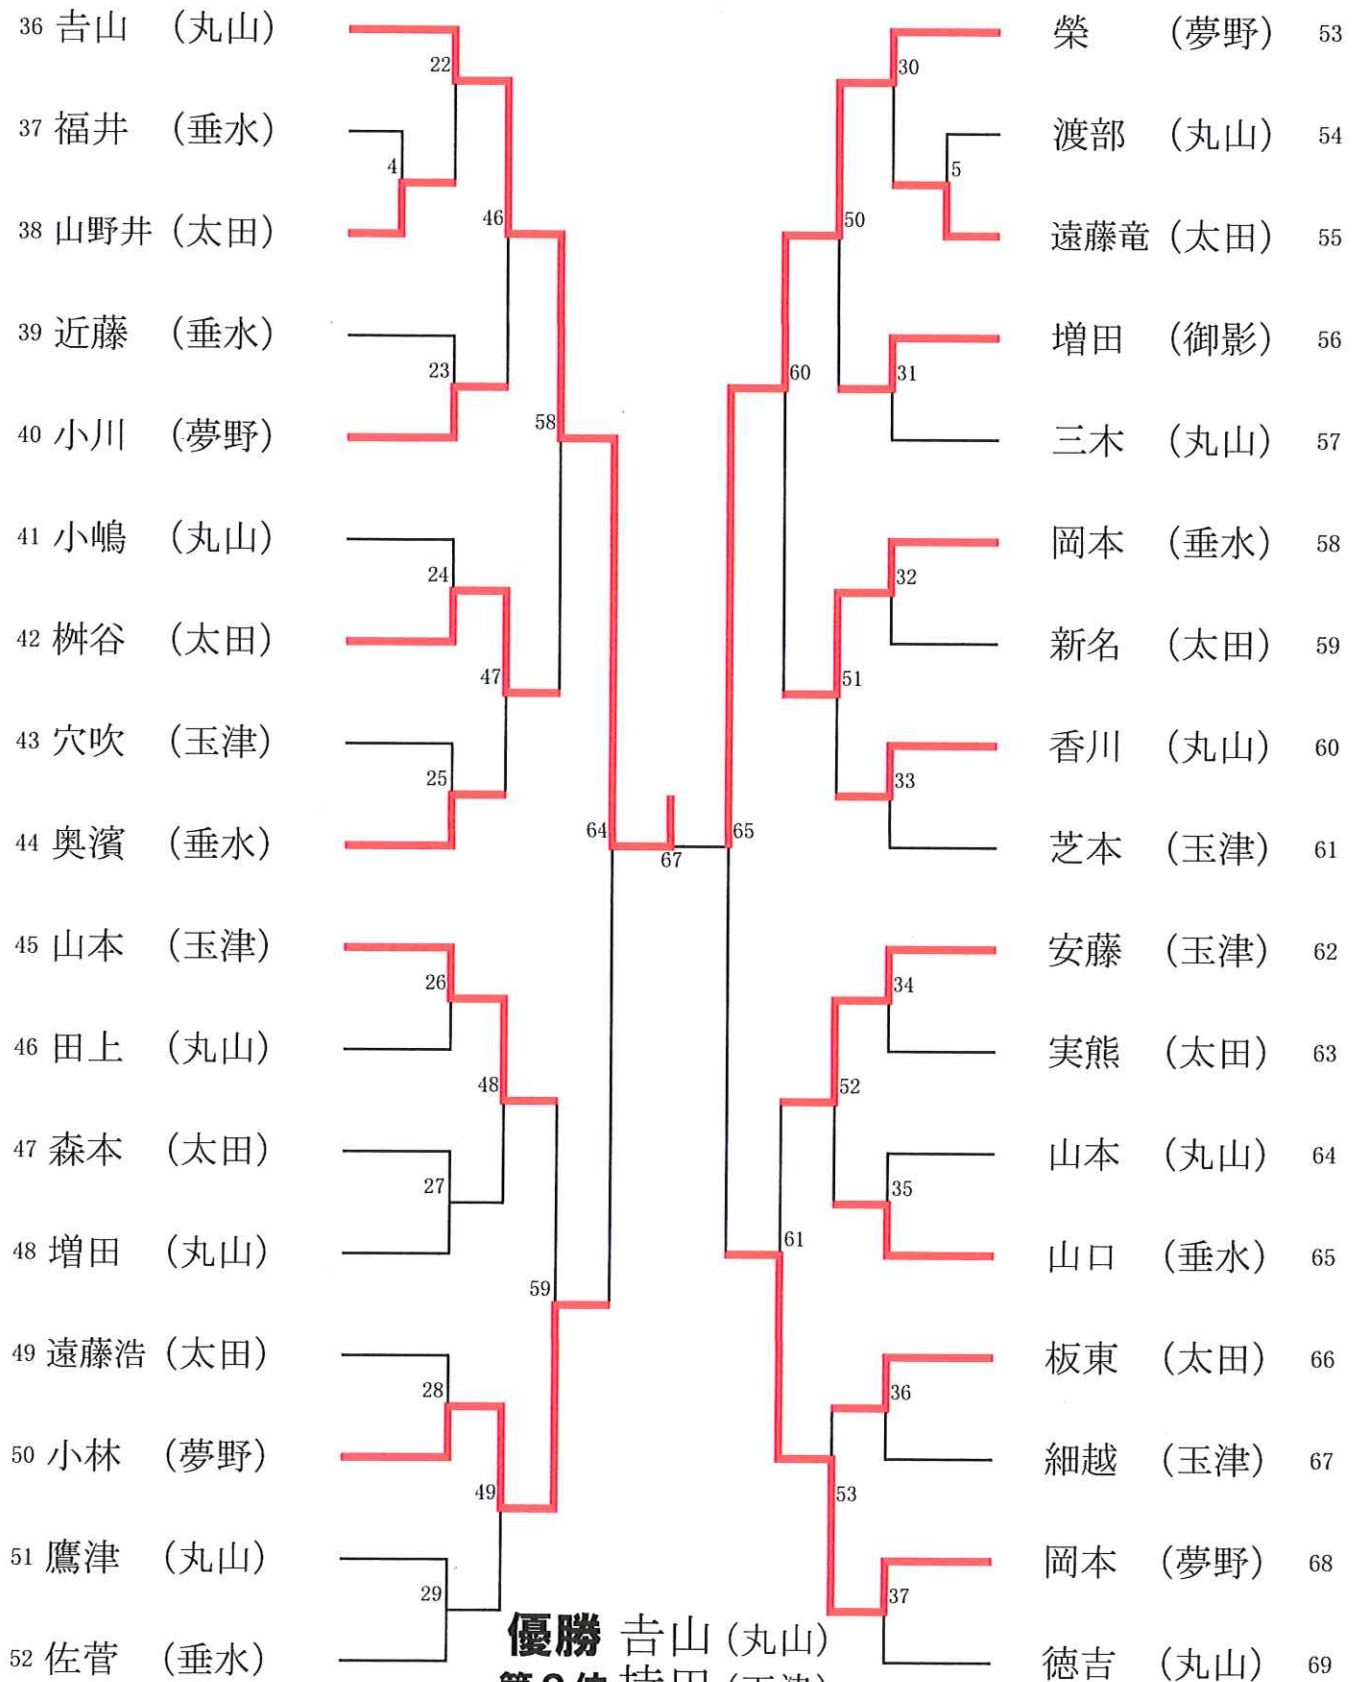 36 𠮷山 (丸山)
37 福井 (垂水)
38 山野井 (太田)
39 近藤 (垂水)
40 小川 (夢野)
41 小嶋 (丸山)
42 桝谷 (太田)
43 穴吹 (玉津)
44 奥濱 (垂水)
45 山本 (玉津)
46 田上 (丸山)
47 森本 (太田)
48 増田 (丸山)
49 遠藤浩 (太田)
50 小林 (夢野)
51 鷹津 (丸山)
52 佐菅 (垂水)
22
4
46
23
58
24
47
25
64
26
48
27
59
28
49
29
67
30
5
50
31
60
32
51
33
65
34
52
35
61
36
53
37
榮 (夢野) 53
渡部 (丸山) 54
遠藤竜 (太田) 55
増田 (御影) 56
三木 (丸山) 57
岡本 (垂水) 58
新名 (太田) 59
香川 (丸山) 60
芝本 (玉津) 61
安藤 (玉津) 62
実熊 (太田) 63
山本 (丸山) 64
山口 (垂水) 65
板東 (太田) 66
細越 (玉津) 67
岡本 (夢野) 68
徳吉 (丸山) 69
優勝 𠮷山 (丸山)